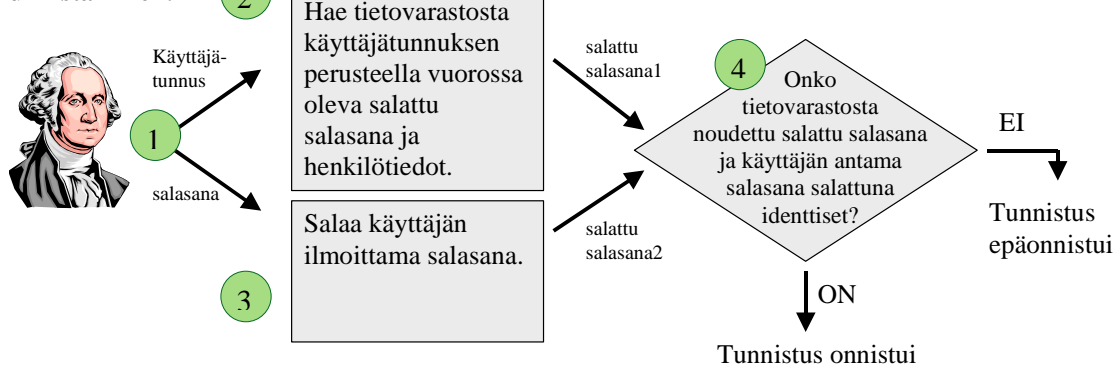 2
Hae tietovarastosta
käyttäjätunnuksen
perusteella vuorossa
oleva salattu
salasana ja
henkilötiedot.
Käyttäjä-
tunnus
1
salasana
Salaa käyttäjän
ilmoittama salasana.
3
salattu
salasana1
salattu
salasana2
4
Onko
tietovarastosta
noudettu salattu salasana
ja käyttäjän antama
salasana salattuna
identtiset?
EI
Tunnistus
epäonnistui
ON
Tunnistus onnistui